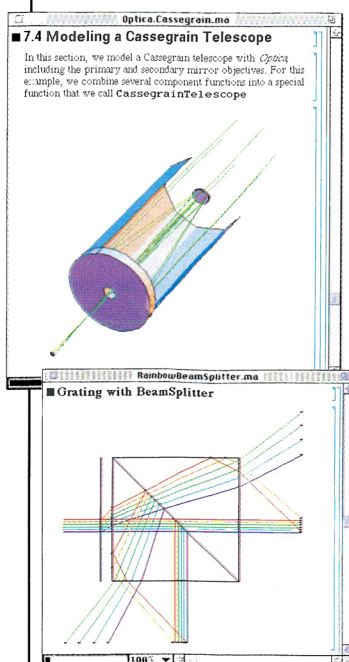 Optica.Cassegrain.ma
■ 7.4 Modeling a Cassegrain Telescope
In this section, we model a Cassegrain telescope with Optica,
including the primary and secondary mirror objectives. For this
example, we combine several component functions into a special
function that we call CassegrainTelescope.
RainbowBeamSplitter.ma
■ Grating with BeamSplitter
100%